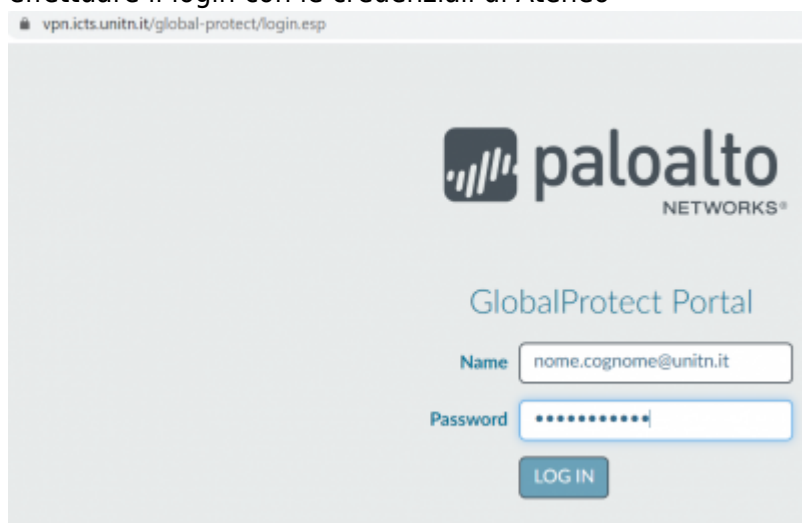 effettuare il login con le credenziali di Ateneo
vpn.icts.unitn.it/global-protect/login.esp
paloalto
NETWORKS®
GlobalProtect Portal
Name nome.cognome@unitn.it
Password •••••••••••
LOG IN